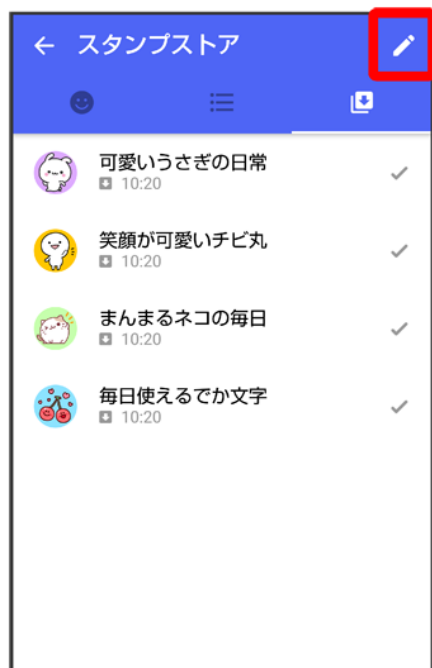 スタンプストア
可愛いうさぎの日常
10:20
笑顔が可愛いチビ丸
10:20
まんまるネコの毎日
10:20
毎日使えるでか文字
10:20